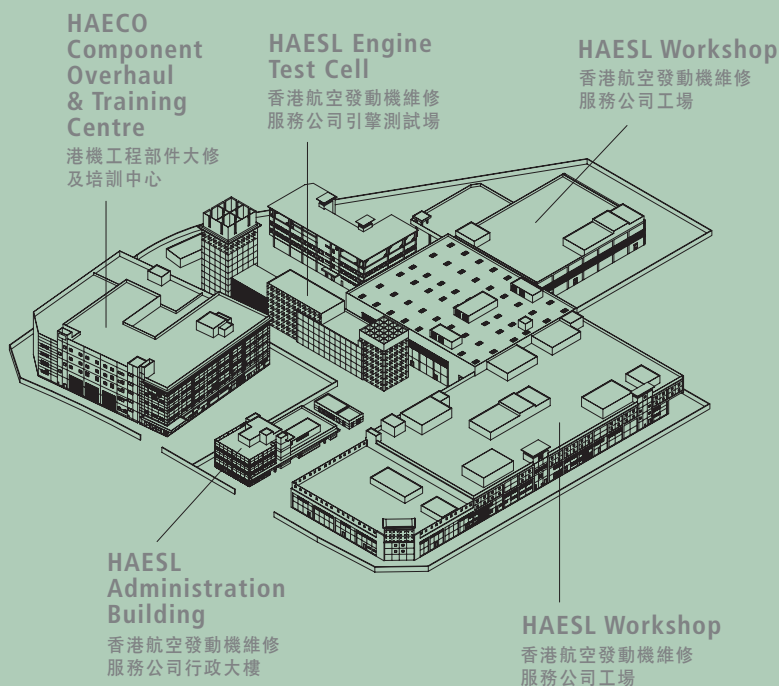 HAECO
Component
Overhaul
& Training
Centre
港機工程部件大修
及培訓中心
HAESL Engine
Test Cell
香港航空發動機維修
服務公司引擎測試場
HAESL Workshop
香港航空發動機維修
服務公司工場
HAESL
Administration
Building
香港航空發動機維修
服務公司行政大樓
HAESL Workshop
香港航空發動機維修
服務公司工場